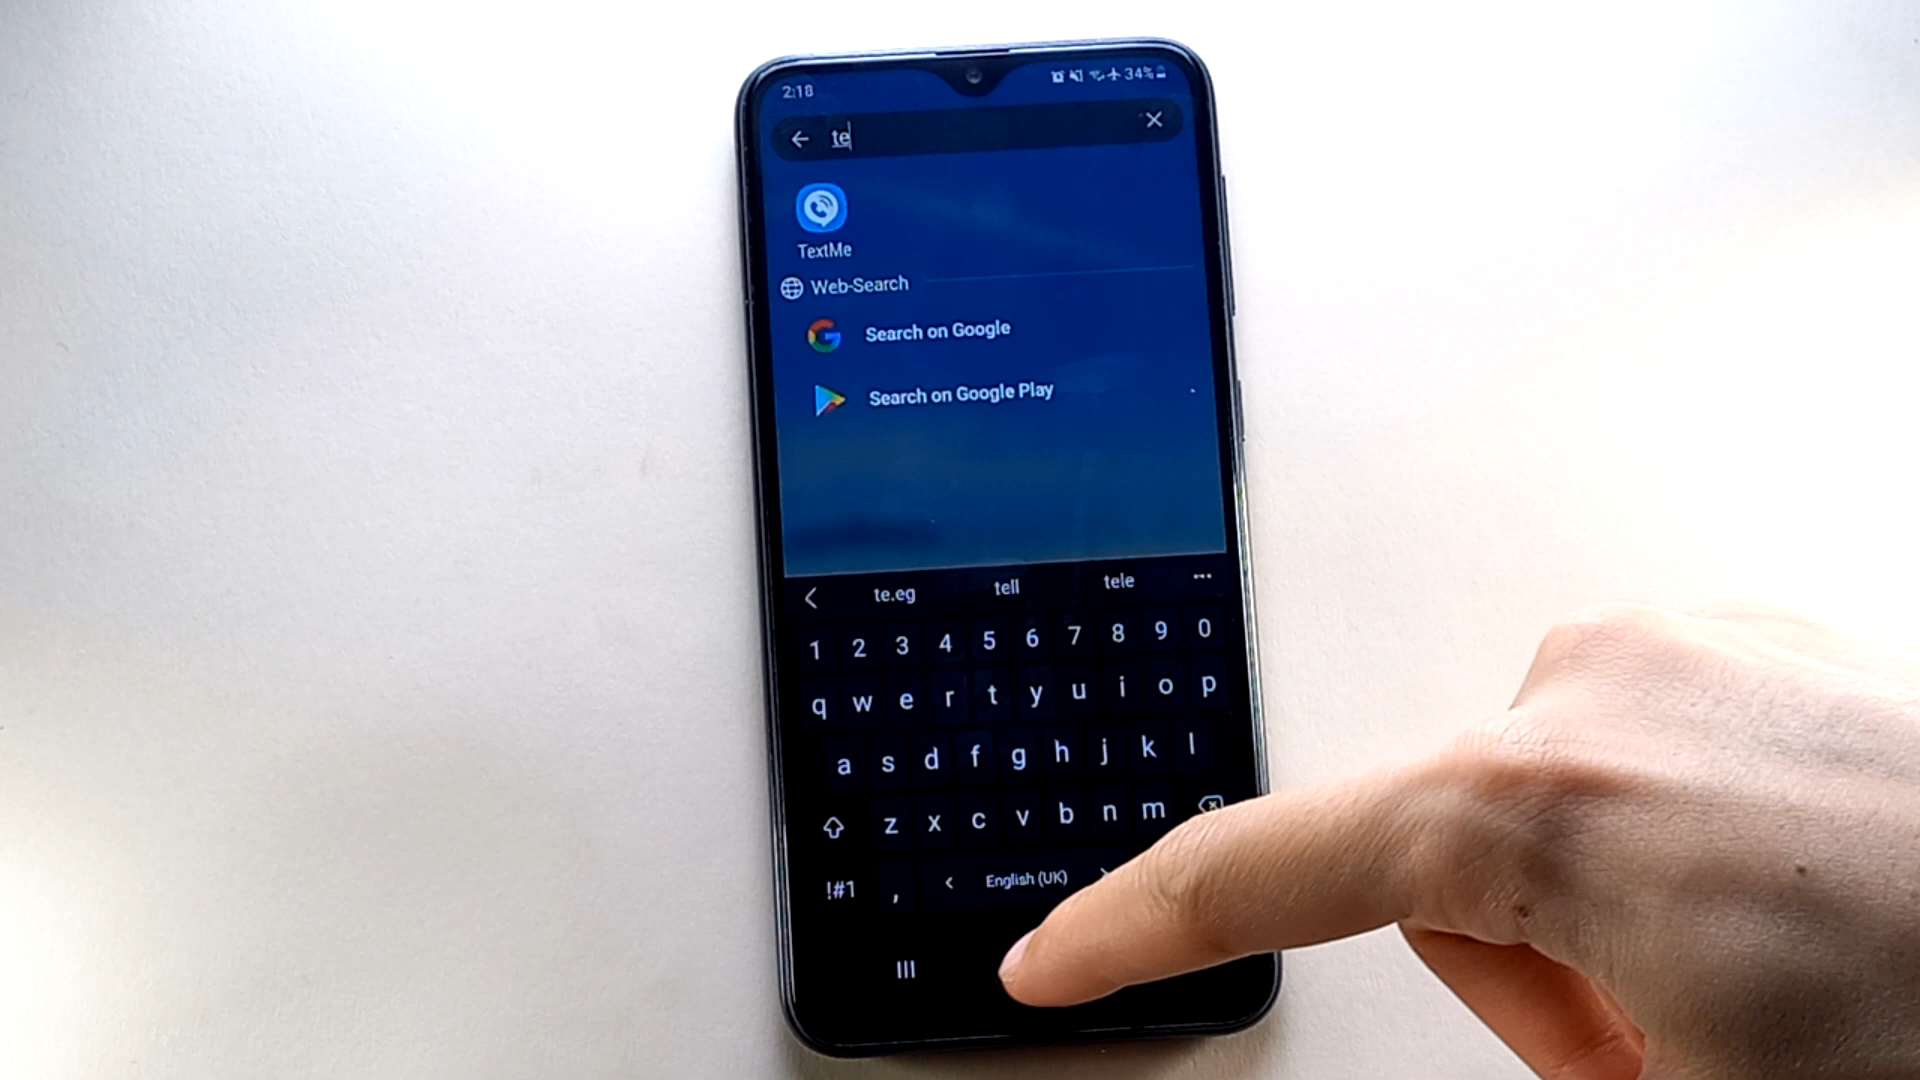 2:18 34%
te
TextMe
Web-Search
Search on Google
Search on Google Play
te.eg tell tele
1 2 3 4 5 6 7 8 9 0
q w e r t y u i o p
a s d f g h j k l
z x c v b n m
!#1 , < English (UK) >